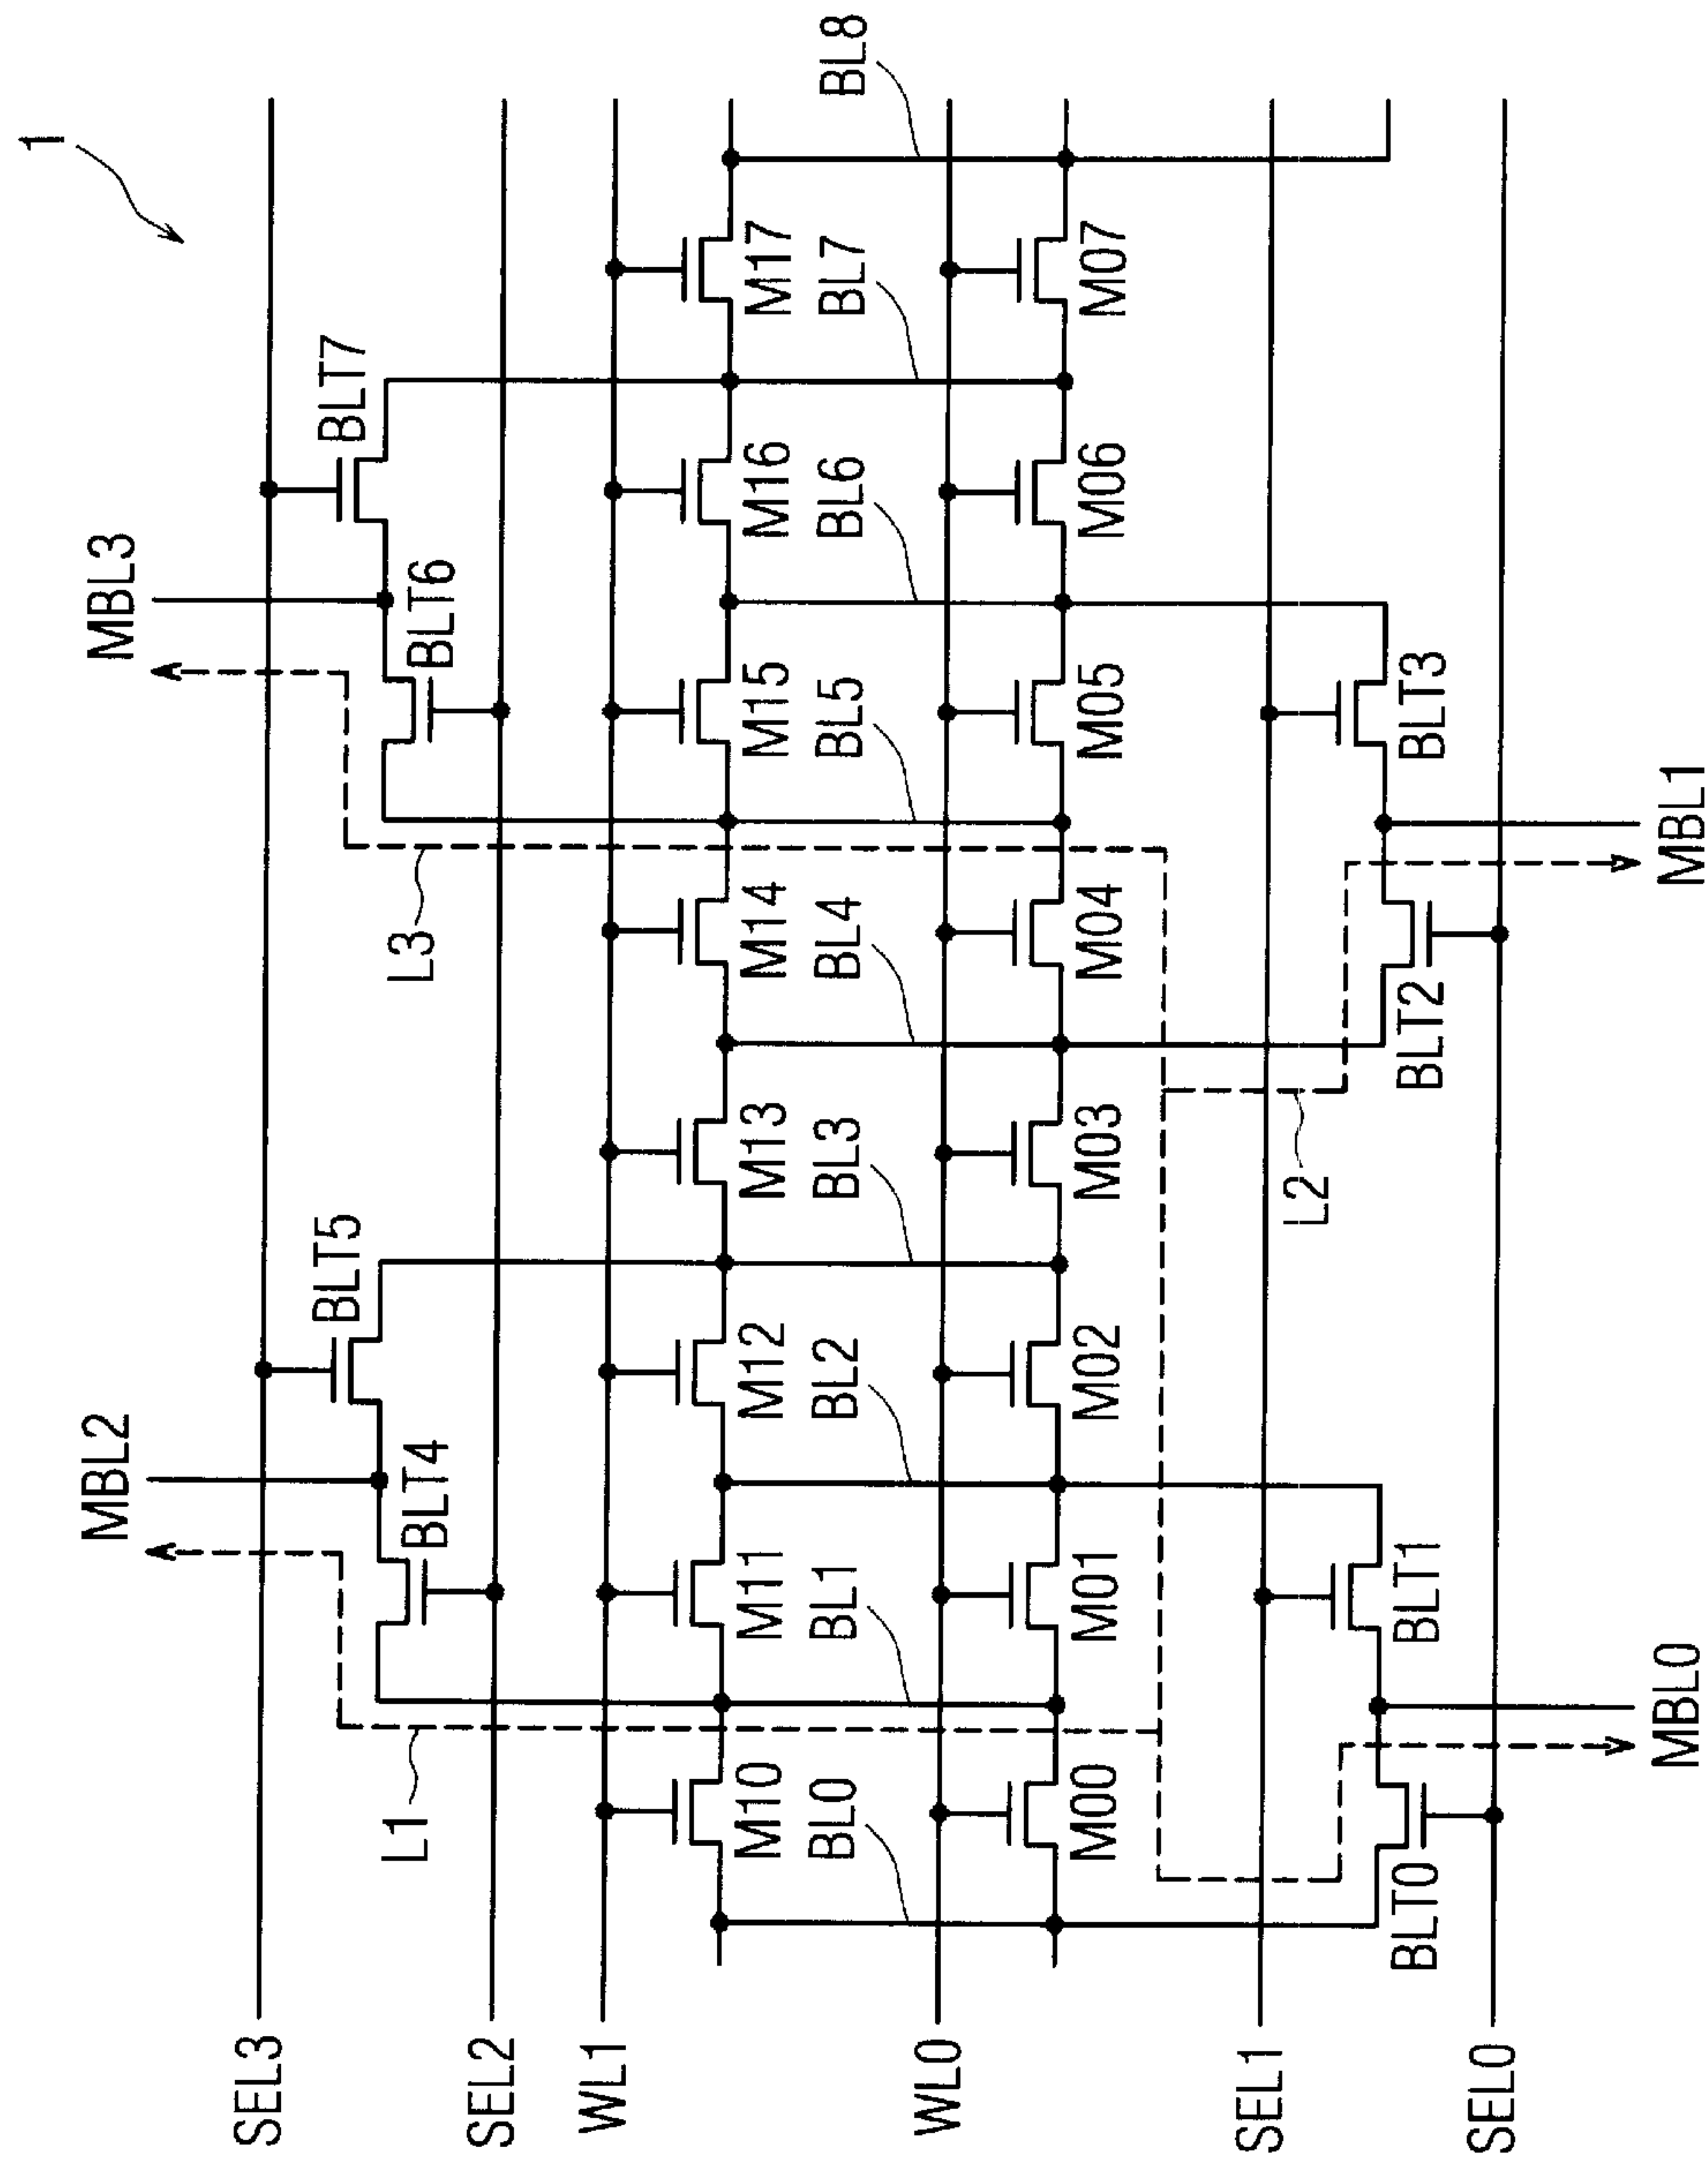 1
SEL3
MBL2
BLT5
MBL3
BLT7
BLT4
BLT6
SEL2
L1
L3
WL1
M10
M11
M12
M13
M14
M15
M16
M17
BL0
BL1
BL2
BL3
BL4
BL5
BL6
BL7
BL8
WL0
M00
M01
M02
M03
M04
M05
M06
M07
SEL1
L2
BLT0
BLT1
BLT2
BLT3
SEL0
MBL0
MBL1